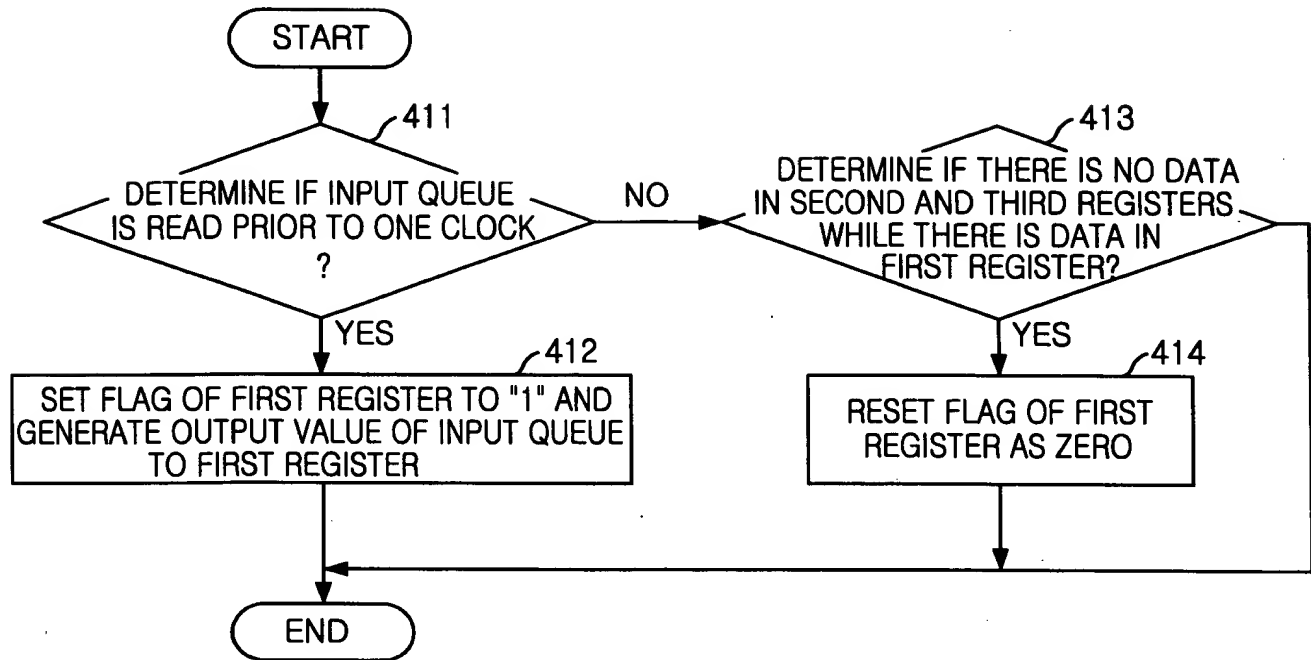 START
411
DETERMINE IF INPUT QUEUE
IS READ PRIOR TO ONE CLOCK
?
NO
413
DETERMINE IF THERE IS NO DATA
IN SECOND AND THIRD REGISTERS
WHILE THERE IS DATA IN
FIRST REGISTER?
YES
412
SET FLAG OF FIRST REGISTER TO "1" AND
GENERATE OUTPUT VALUE OF INPUT QUEUE
TO FIRST REGISTER
YES
414
RESET FLAG OF FIRST
REGISTER AS ZERO
END